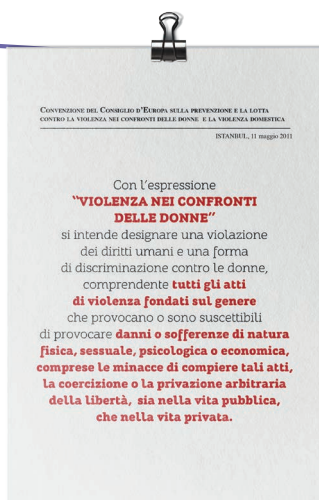 Convenzione del Consiglio d'Europa sulla prevenzione e la lotta
contro la violenza nei confronti delle donne e la violenza domestica
ISTANBUL, 11 maggio 2011
Con l'espressione
"VIOLENZA NEI CONFRONTI
DELLE DONNE"
si intende designare una violazione
dei diritti umani e una forma
di discriminazione contro le donne,
comprendente tutti gli atti
di violenza fondati sul genere
che provocano o sono suscettibili
di provocare danni o sofferenze di natura
fisica, sessuale, psicologica o economica,
comprese le minacce di compiere tali atti,
la coercizione o la privazione arbitraria
della libertà, sia nella vita pubblica,
che nella vita privata.